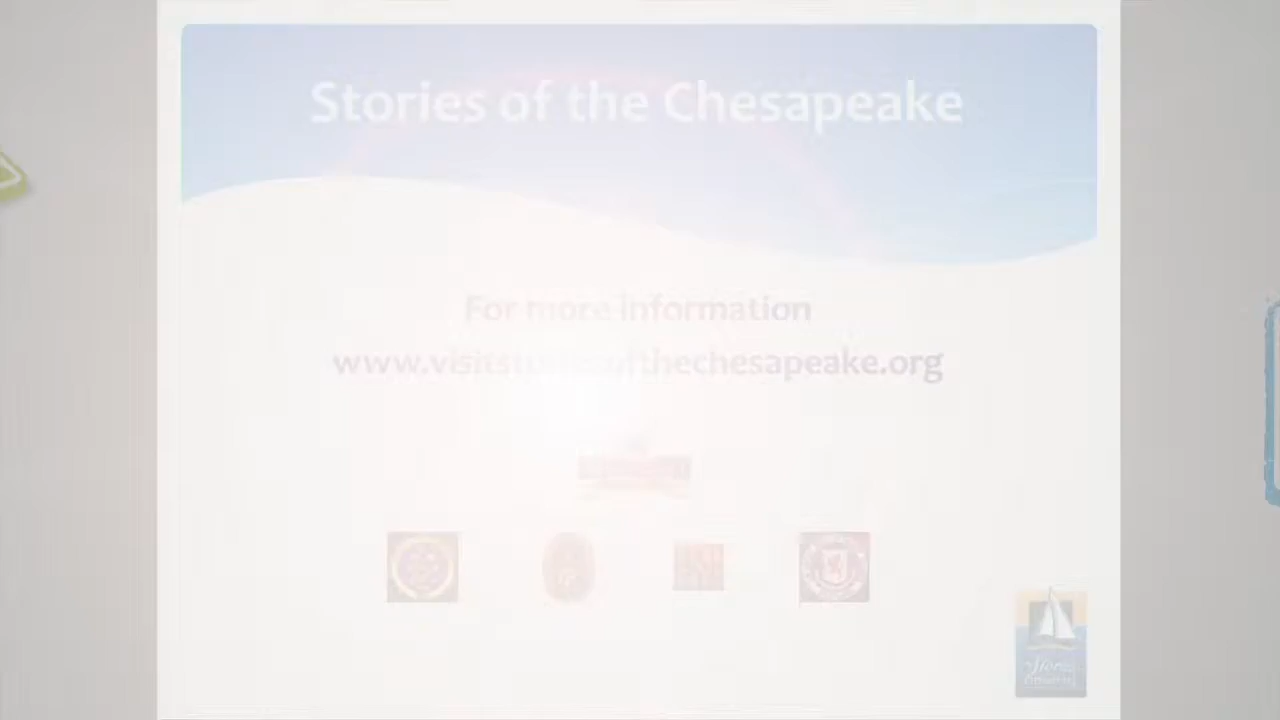 Stories of the Chesapeake
For more information
www.visitstoriesofthechesapeake.org